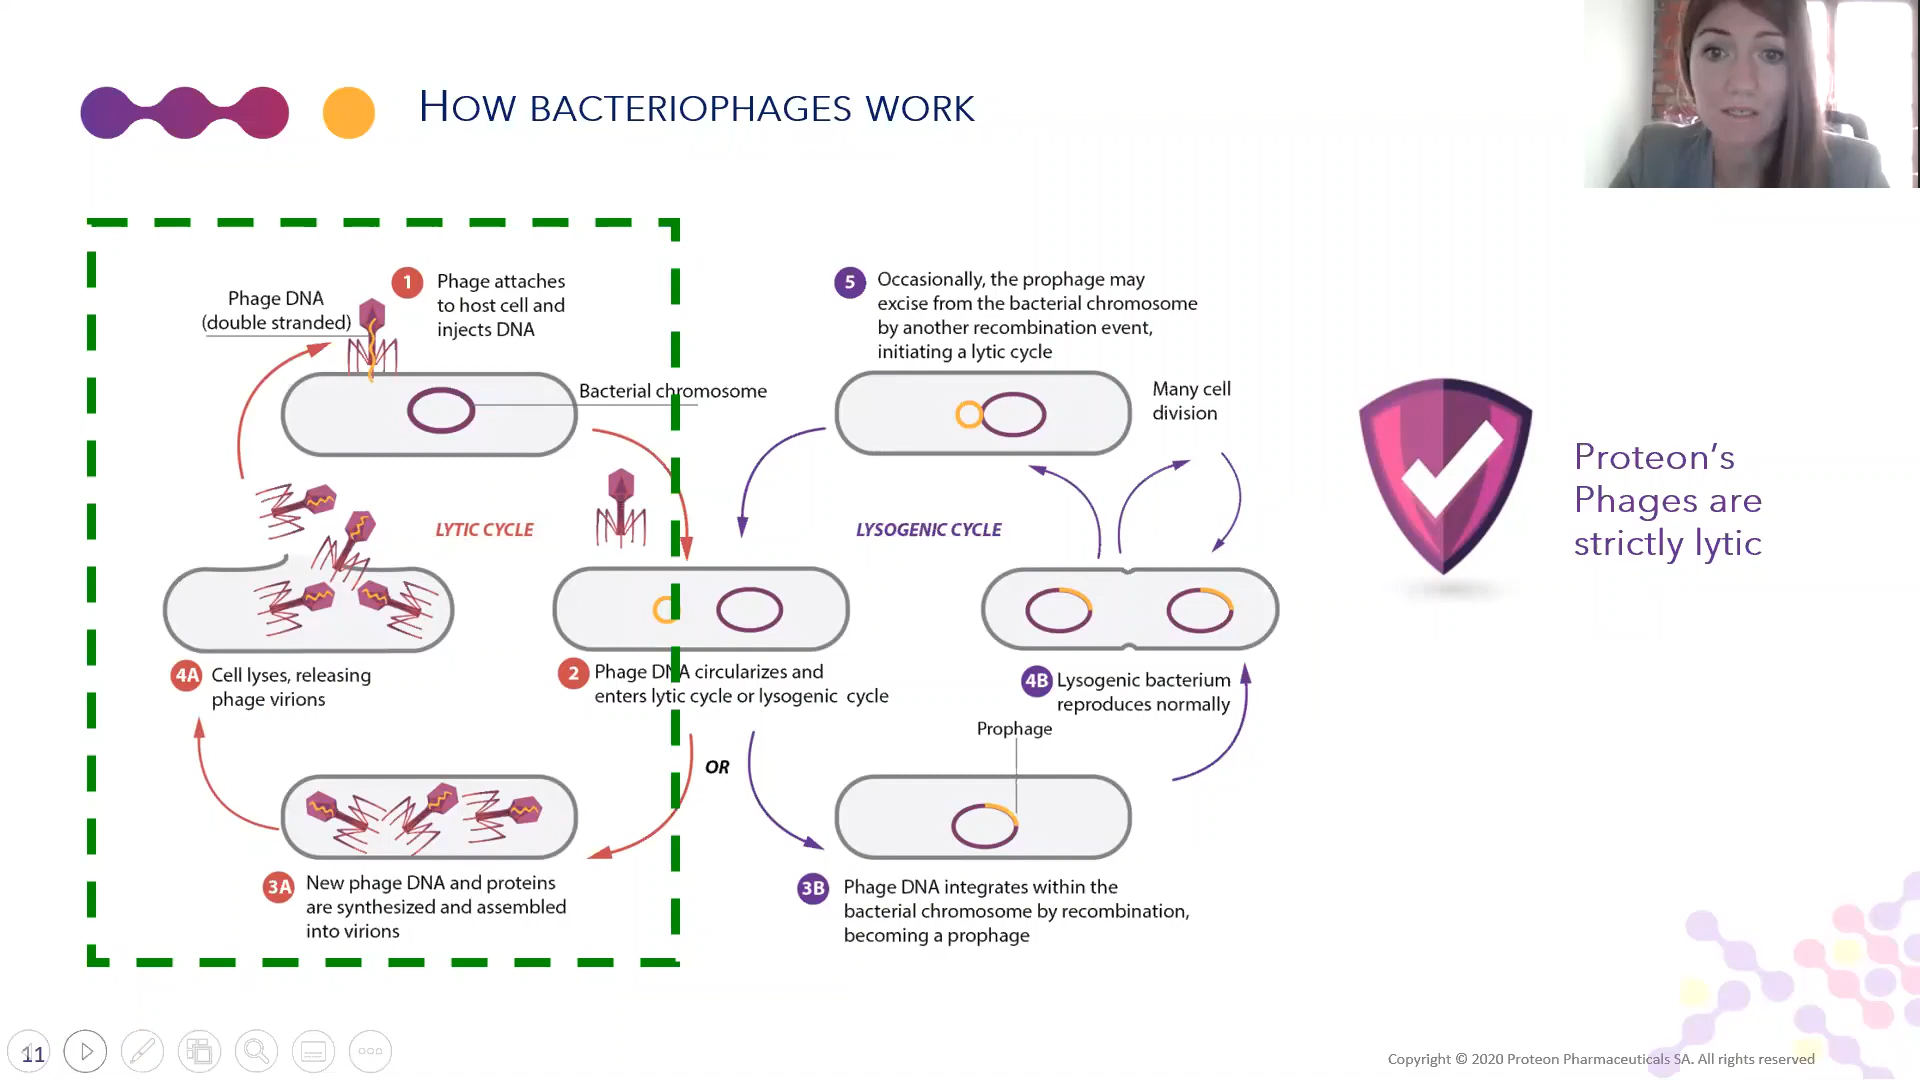 HOW BACTERIOPHAGES WORK
1
Phage attaches
to host cell and
injects DNA
Phage DNA
(double stranded)
Bacterial chromosome
LYTIC CYCLE
2
Phage DNA circularizes and
enters lytic cycle or lysogenic cycle
OR
3A
New phage DNA and proteins
are synthesized and assembled
into virions
4A
Cell lyses, releasing
phage virions
5
Occasionally, the prophage may
excise from the bacterial chromosome
by another recombination event,
initiating a lytic cycle
Many cell
division
LYSOGENIC CYCLE
4B
Lysogenic bacterium
reproduces normally
Prophage
3B
Phage DNA integrates within the
bacterial chromosome by recombination,
becoming a prophage
Proteon’s
Phages are
strictly lytic
11
Copyright © 2020 Proteon Pharmaceuticals SA. All rights reserved